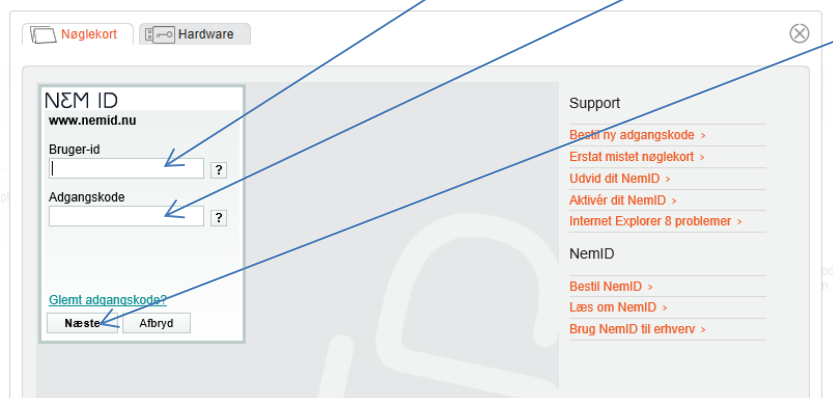 Nøglekort
Hardware
NEM ID
www.nemid.nu
Bruger-id
?
Adgangskode
?
Glemt adgangskode?
Næste
Afbryd
Support
Bestil ny adgangskode >
Erstat mistet nøglekort >
Udvid dit NemID >
Aktivér dit NemID >
Internet Explorer 8 problemer >
NemID
Bestil NemID >
Læs om NemID >
Brug NemID til erhverv >